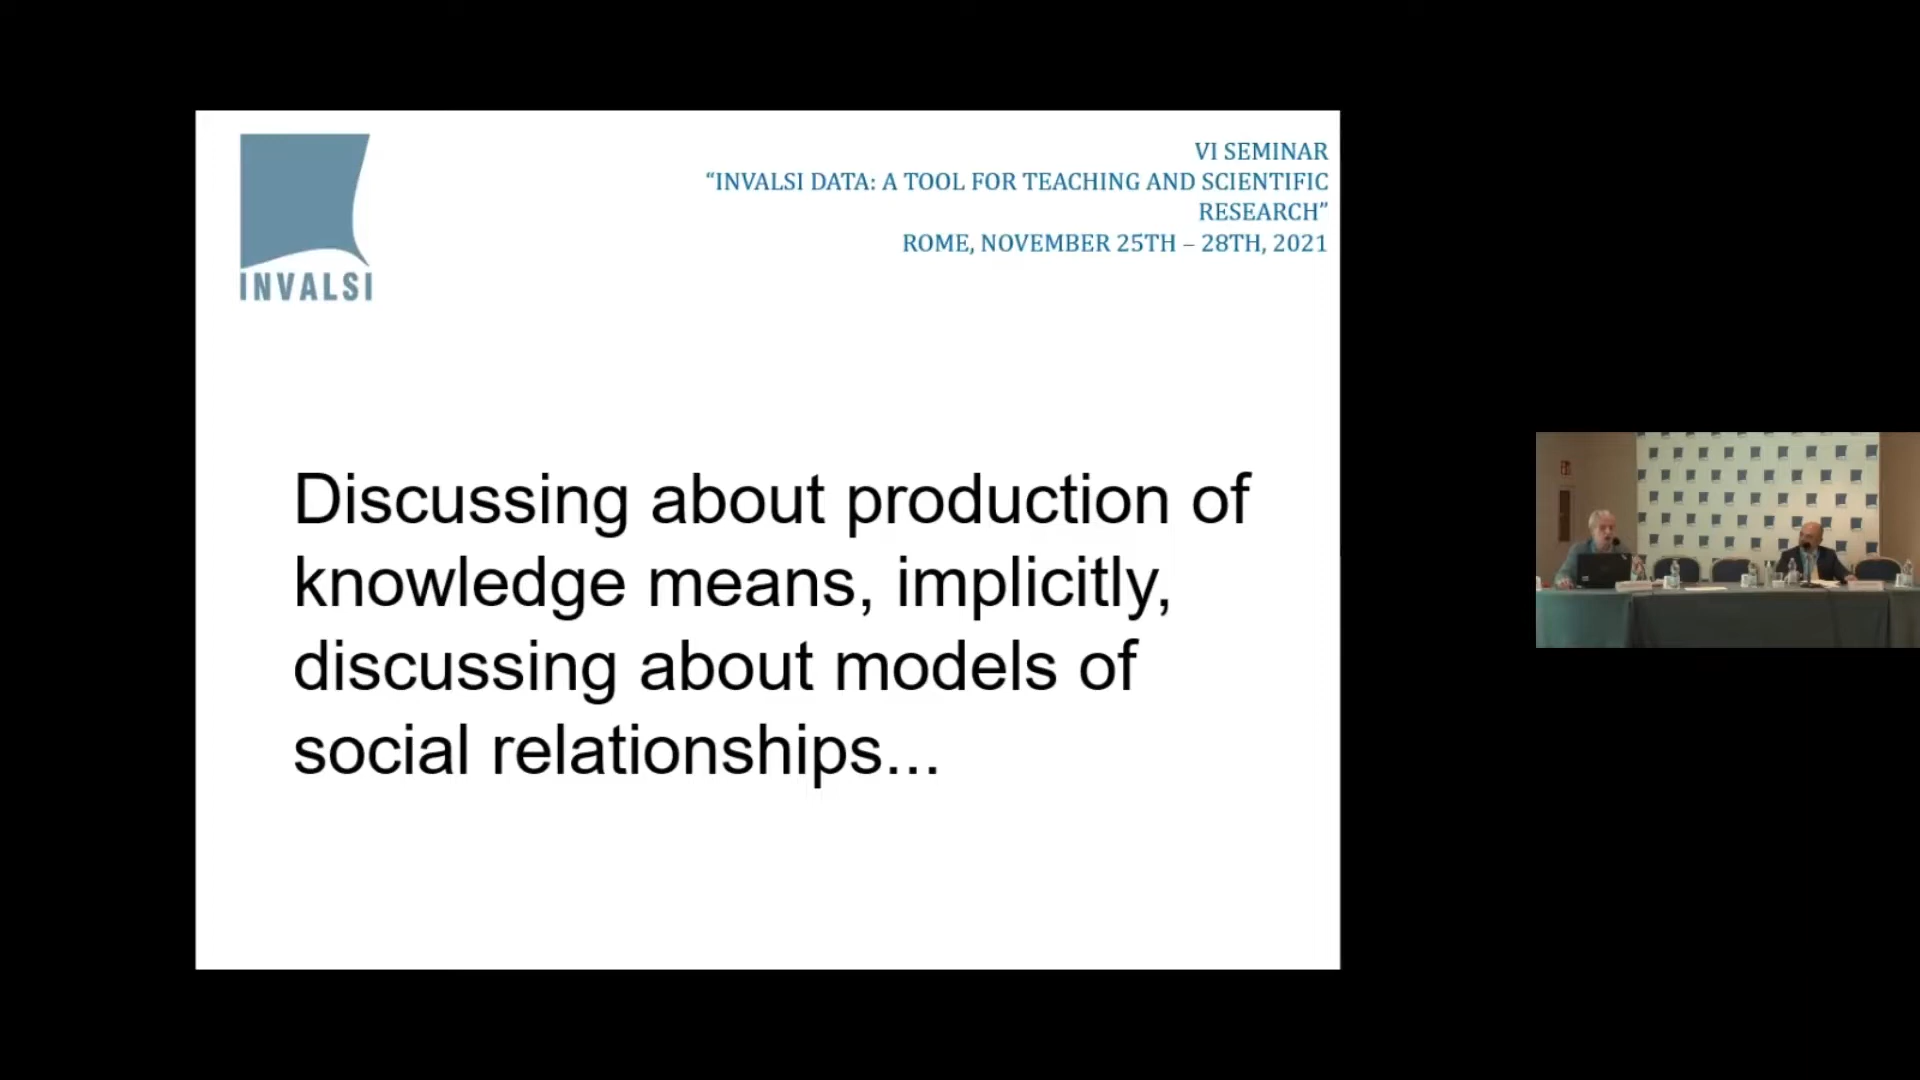 INVALSI
VI SEMINAR
“INVALSI DATA: A TOOL FOR TEACHING AND SCIENTIFIC
RESEARCH”
ROME, NOVEMBER 25TH – 28TH, 2021
Discussing about production of
knowledge means, implicitly,
discussing about models of
social relationships...